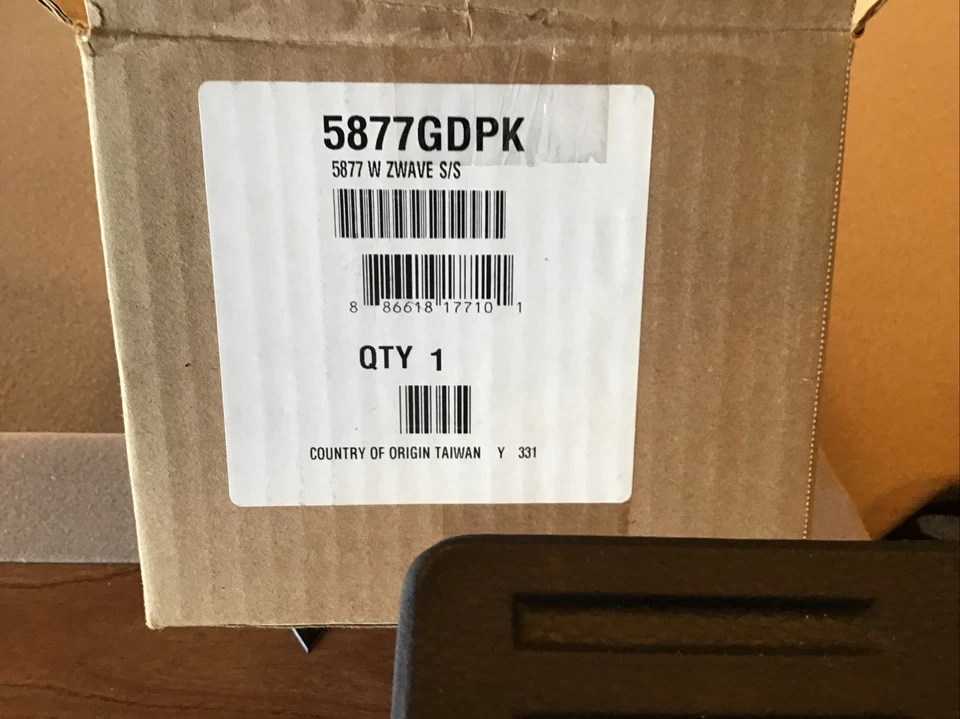 5877GDPK
5877 W ZWAVE S/S
8 86618 17710 1
QTY 1
COUNTRY OF ORIGIN TAIWAN Y 331